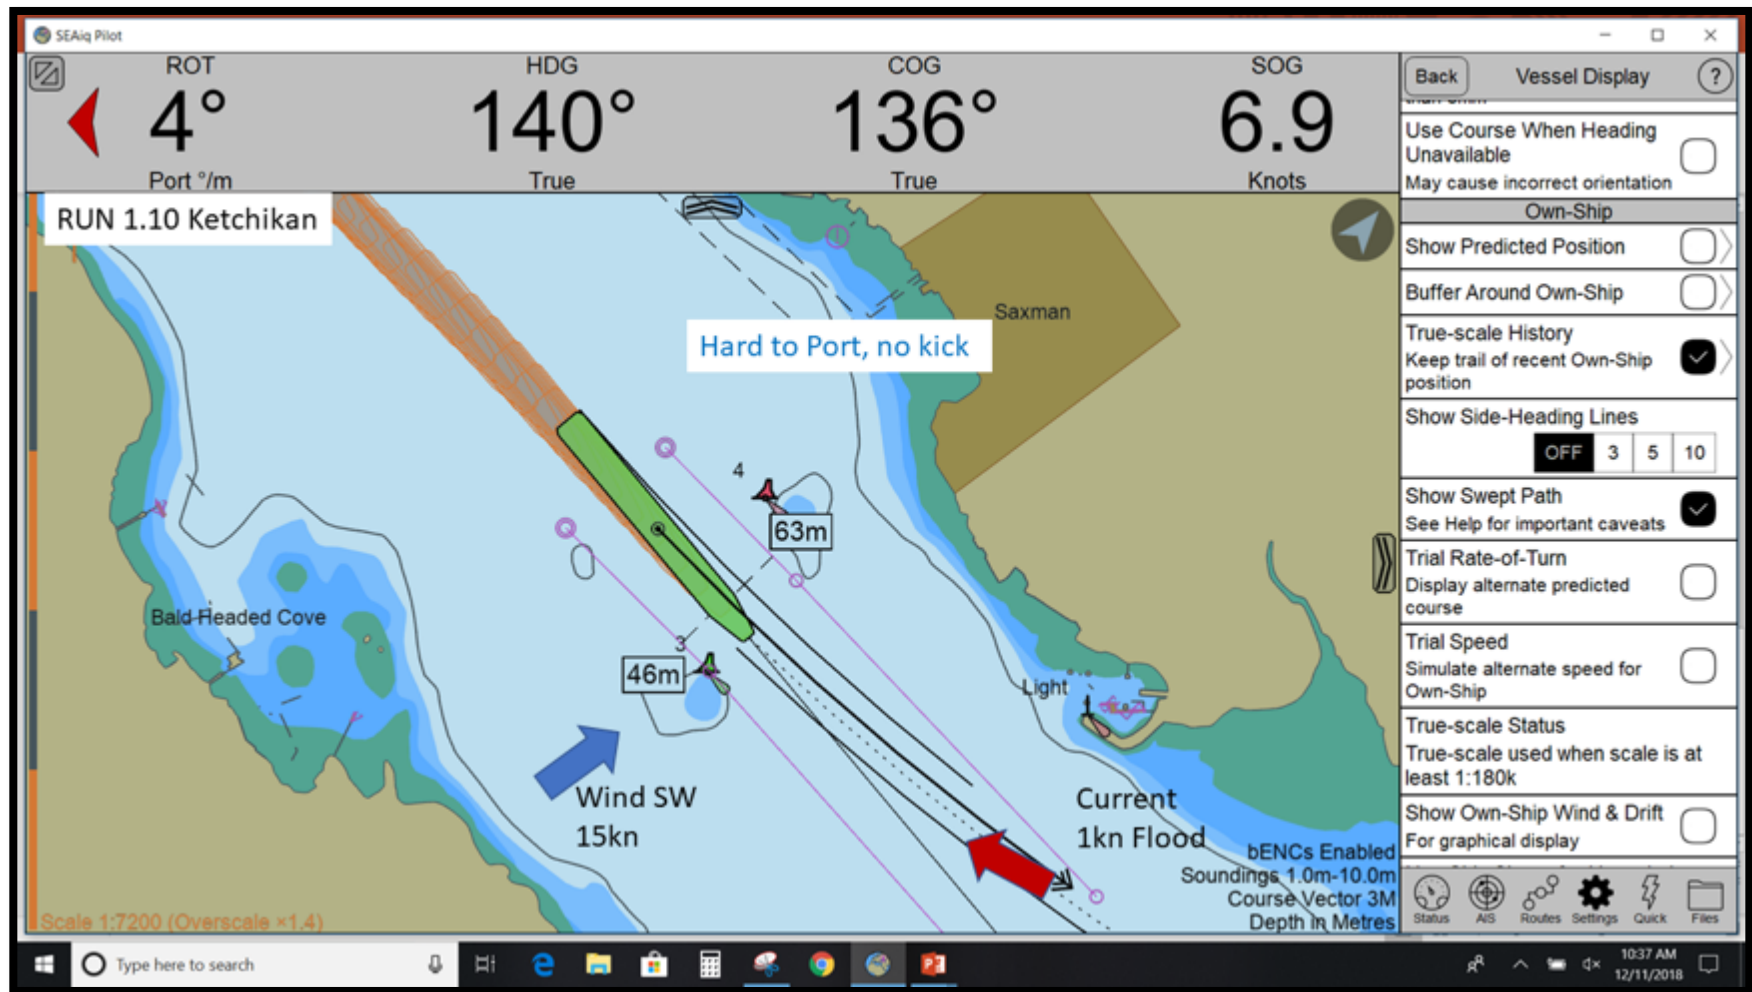 SEAiq Pilot
ROT
HDG
COG
SOG
4°
140°
136°
6.9
Port °/m
True
True
Knots
RUN 1.10 Ketchikan
Hard to Port, no kick
Saxman
4
63m
Bald-Headed Cove
3
46m
Light
Wind SW
15kn
Current
1kn Flood
bENCs Enabled
Soundings 1.0m-10.0m
Course Vector 3M
Depth in Metres
Scale 1:7200 (Overscale ×1.4)
Back
Vessel Display
?
Use Course When Heading
Unavailable
May cause incorrect orientation
Own-Ship
Show Predicted Position
Buffer Around Own-Ship
True-scale History
Keep trail of recent Own-Ship
position
Show Side-Heading Lines
OFF 3 5 10
Show Swept Path
See Help for important caveats
Trial Rate-of-Turn
Display alternate predicted
course
Trial Speed
Simulate alternate speed for
Own-Ship
True-scale Status
True-scale used when scale is at
least 1:180k
Show Own-Ship Wind & Drift
For graphical display
Status AIS Routes Settings Quick Files
Type here to search
10:37 AM
12/11/2018